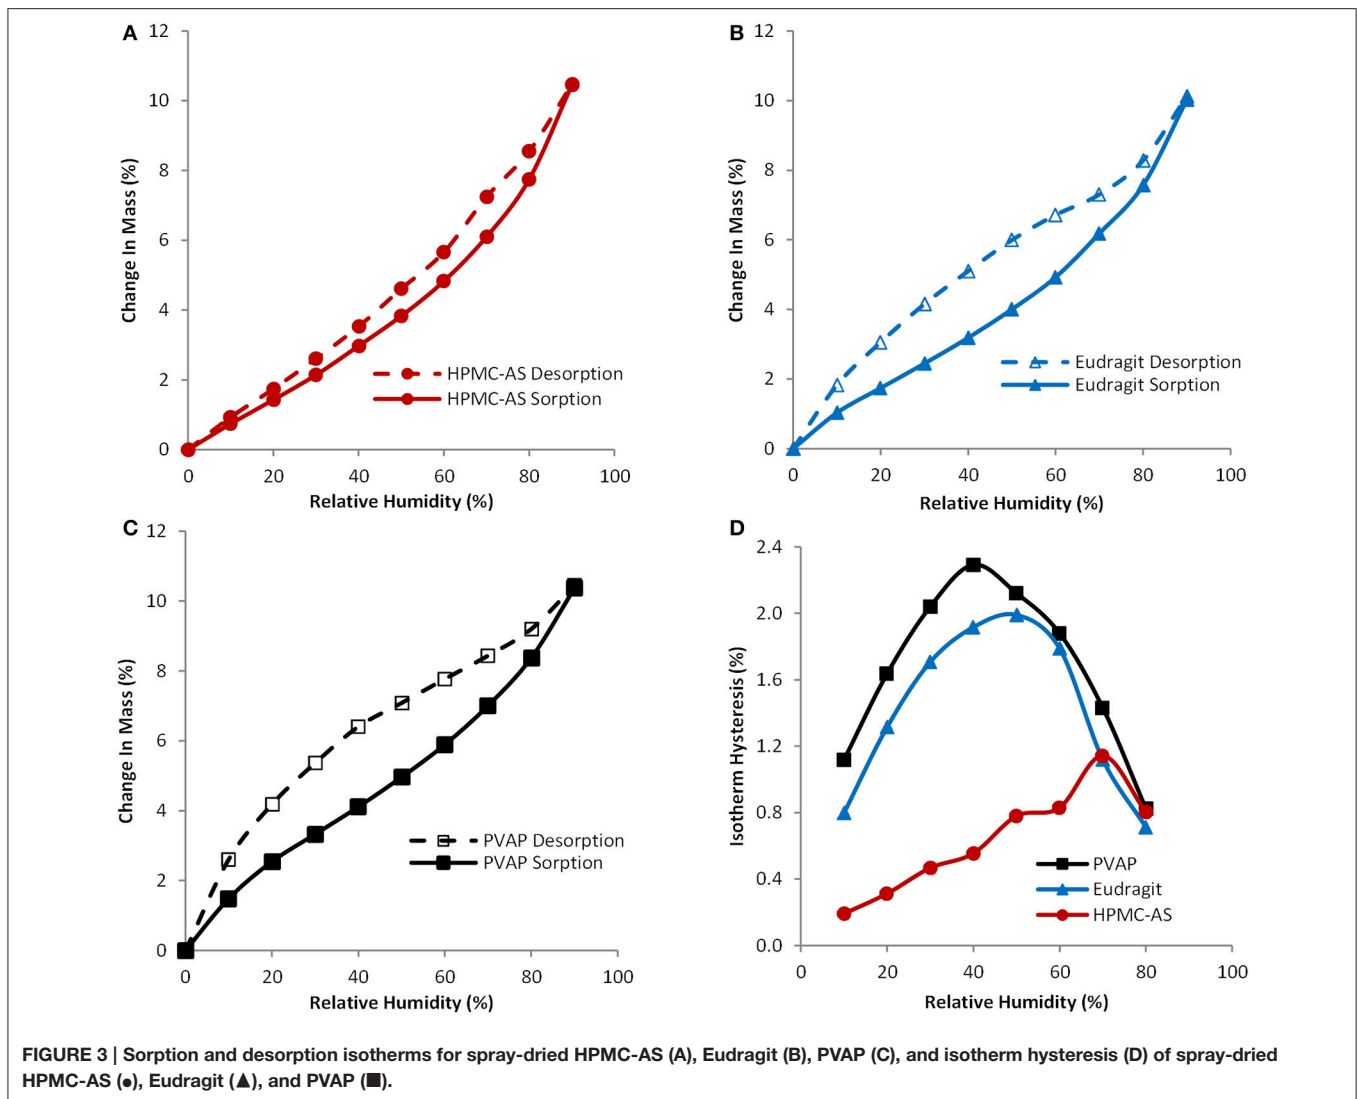 A
12
10
8
6
4
2
0
Change In Mass (%)
HPMC-AS Desorption
HPMC-AS Sorption
0 20 40 60 80 100
Relative Humidity (%)
B
12
10
8
6
4
2
0
Change In Mass (%)
Eudragit Desorption
Eudragit Sorption
0 20 40 60 80 100
Relative Humidity (%)
C
12
10
8
6
4
2
0
Change In Mass (%)
PVAP Desorption
PVAP Sorption
0 20 40 60 80 100
Relative Humidity (%)
D
2.4
2.0
1.6
1.2
0.8
0.4
0.0
Isotherm Hysteresis (%)
PVAP
Eudragit
HPMC-AS
0 20 40 60 80 100
Relative Humidity (%)
FIGURE 3 | Sorption and desorption isotherms for spray-dried HPMC-AS (A), Eudragit (B), PVAP (C), and isotherm hysteresis (D) of spray-dried
HPMC-AS (●), Eudragit (▲), and PVAP (■).